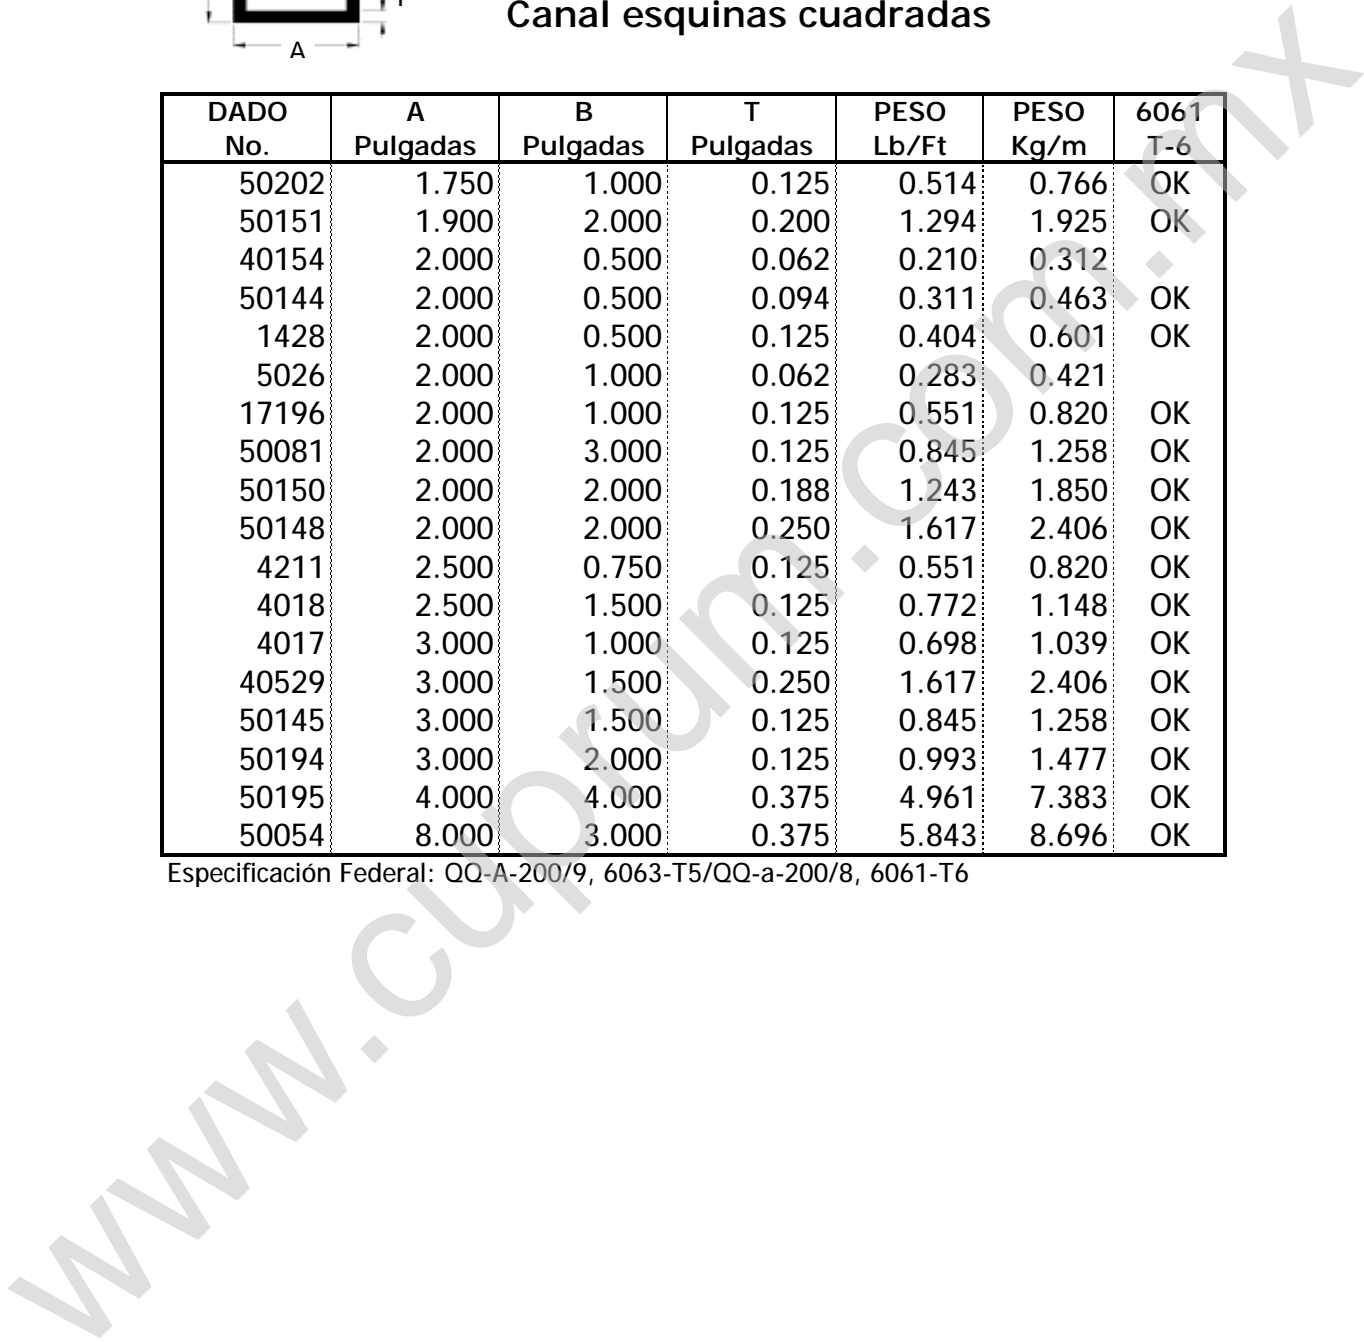 Canal esquinas cuadradas
A
DADO A B T PESO PESO 6061
No. Pulgadas Pulgadas Pulgadas Lb/Ft Kg/m T-6
50202 1.750 1.000 0.125 0.514 0.766 OK
50151 1.900 2.000 0.200 1.294 1.925 OK
40154 2.000 0.500 0.062 0.210 0.312
50144 2.000 0.500 0.094 0.311 0.463 OK
1428 2.000 0.500 0.125 0.404 0.601 OK
5026 2.000 1.000 0.062 0.283 0.421
17196 2.000 1.000 0.125 0.551 0.820 OK
50081 2.000 3.000 0.125 0.845 1.258 OK
50150 2.000 2.000 0.188 1.243 1.850 OK
50148 2.000 2.000 0.250 1.617 2.406 OK
4211 2.500 0.750 0.125 0.551 0.820 OK
4018 2.500 1.500 0.125 0.772 1.148 OK
4017 3.000 1.000 0.125 0.698 1.039 OK
40529 3.000 1.500 0.250 1.617 2.406 OK
50145 3.000 1.500 0.125 0.845 1.258 OK
50194 3.000 2.000 0.125 0.993 1.477 OK
50195 4.000 4.000 0.375 4.961 7.383 OK
50054 8.000 3.000 0.375 5.843 8.696 OK
Especificación Federal: QQ-A-200/9, 6063-T5/QQ-a-200/8, 6061-T6
www.cuprum.com.mx